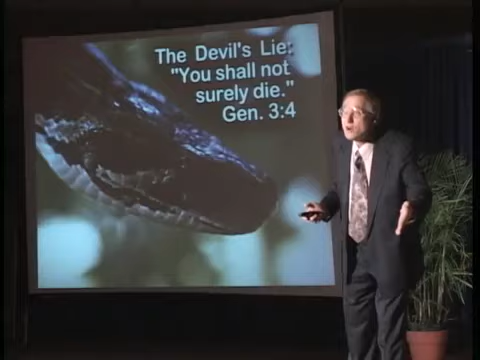 The Devil's Lie:
"You shall not
surely die."
Gen. 3:4